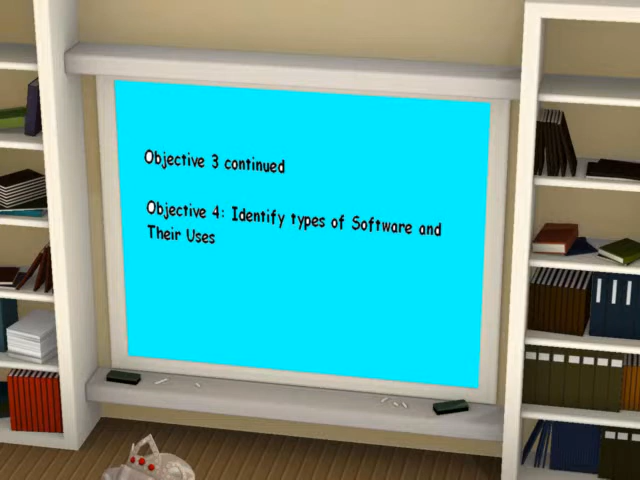 Objective 3 continued
Objective 4: Identify types of Software and
Their Uses